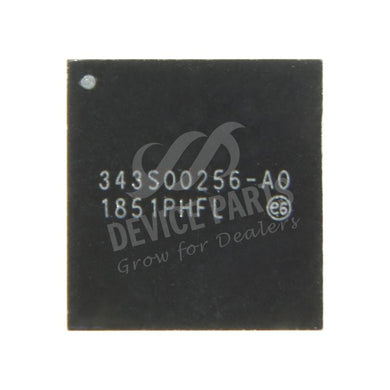 343S00256-A0
1851PHFL e6
DEVICE PARTS
Grow for Dealers